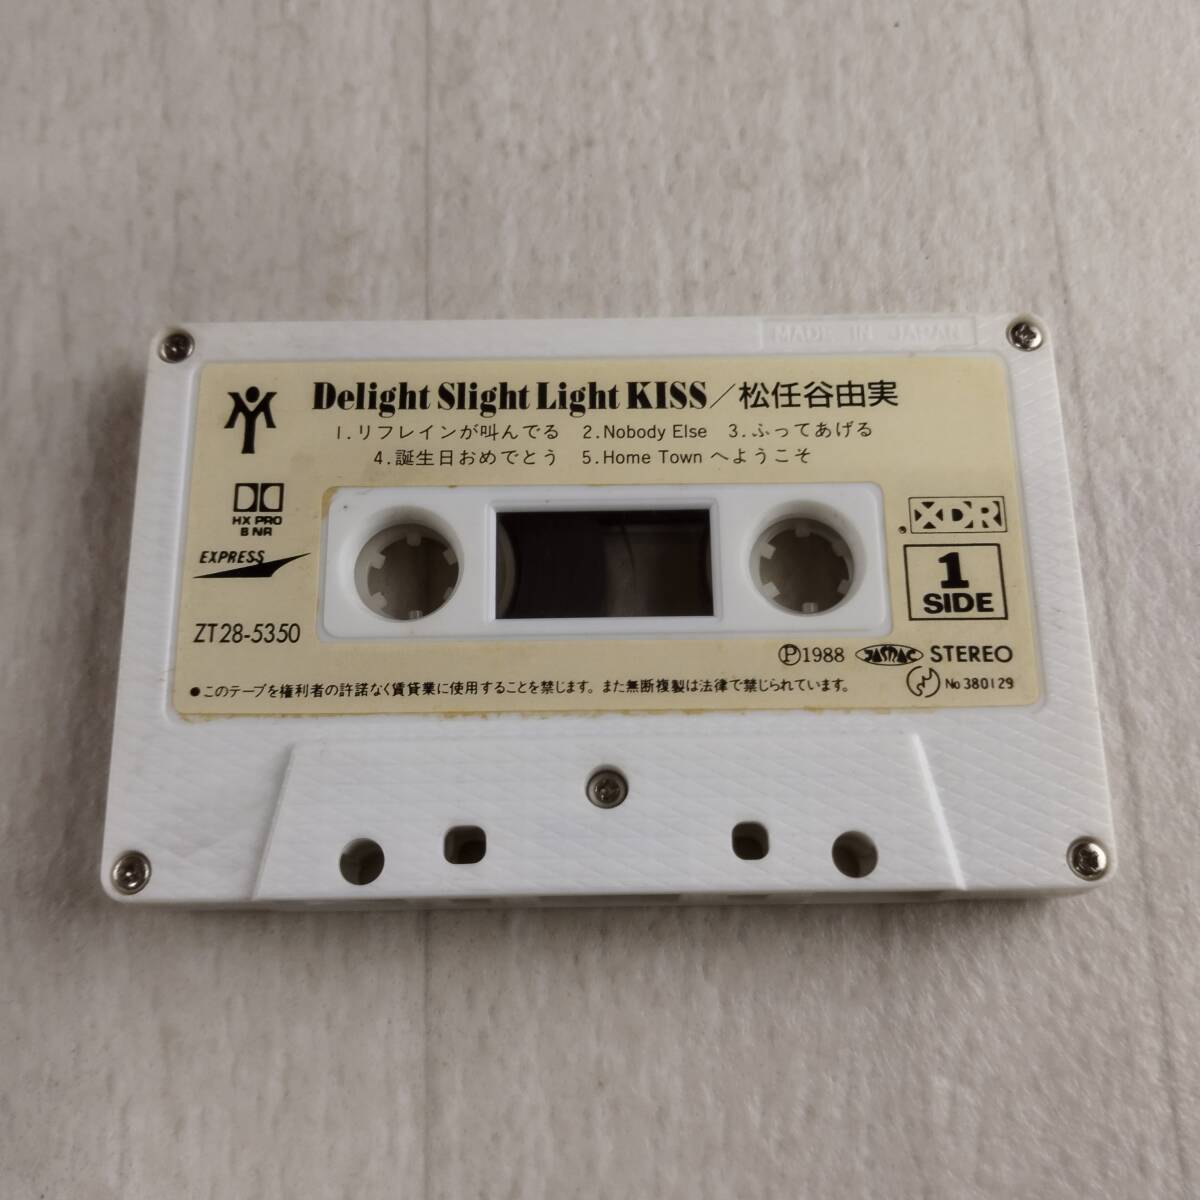 MADE IN JAPAN
Delight Slight Light KISS／松任谷由実
1.リフレインが叫んでる 2.Nobody Else 3.ふってあげる
4.誕生日おめでとう 5.Home Town へようこそ
HX PRO
B NR
EXPRESS
XDR
1
SIDE
ZT28-5350
Ⓟ1988 JASRAC STEREO
●このテープを権利者の許諾なく賃貸業に使用することを禁じます。また無断複製は法律で禁じられています。
No 380129